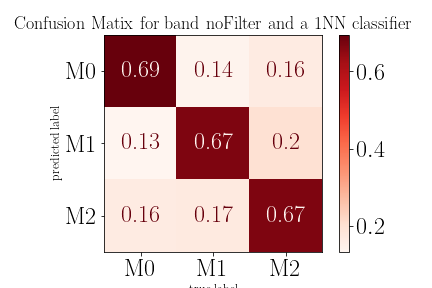 Confusion Matix for band noFilter and a 1NN classifier
predicted label
M0 0.69 0.14 0.16
M1 0.13 0.67 0.2
M2 0.16 0.17 0.67
M0 M1 M2
true label
0.6
0.4
0.2